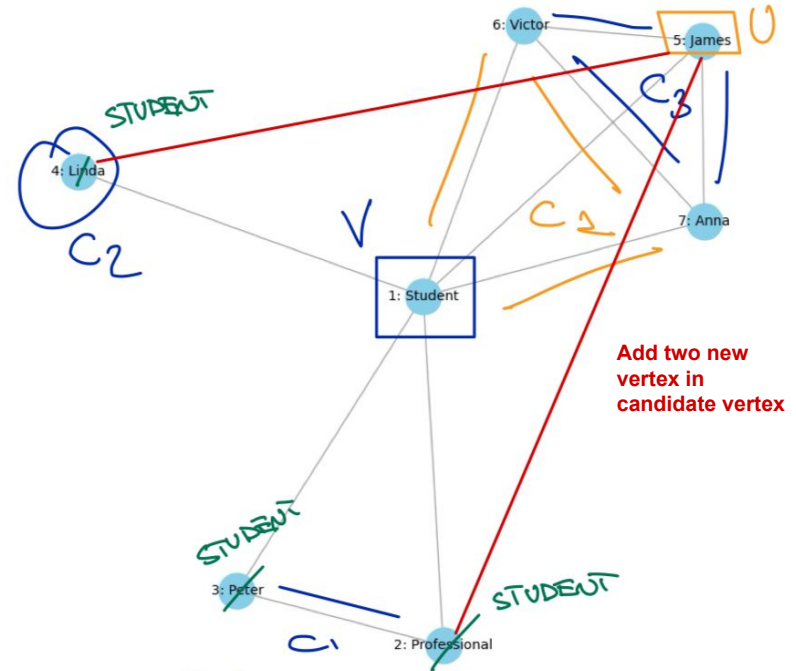 6: Victor
5: James
U
STUDENT
C3
4: Linda
C2
V
7: Anna
C1
1: Student
Add two new
vertex in
candidate vertex
STUDENT
3: Peter
STUDENT
C1
2: Professional